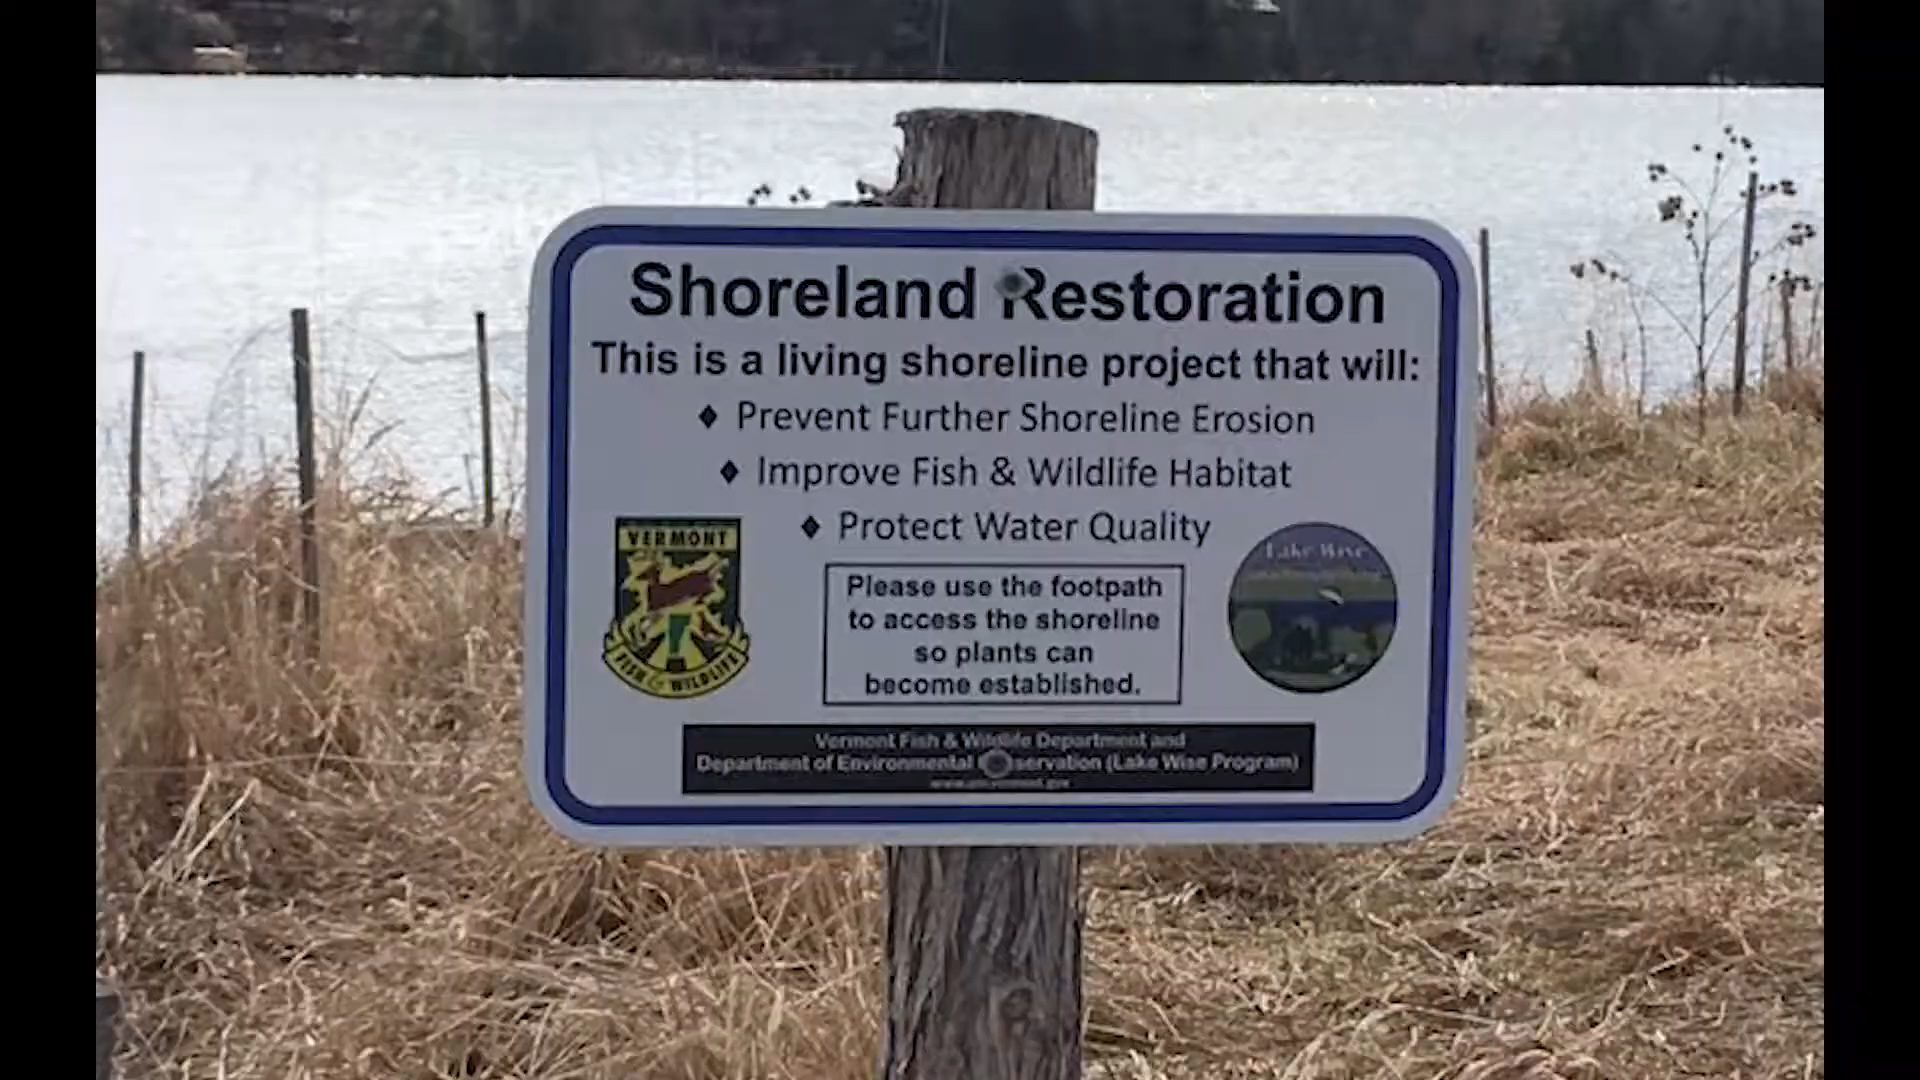 Shoreland Restoration
This is a living shoreline project that will:
♦ Prevent Further Shoreline Erosion
♦ Improve Fish & Wildlife Habitat
♦ Protect Water Quality
VERMONT
FISH & WILDLIFE
Please use the footpath
to access the shoreline
so plants can
become established.
Lake Wise
Vermont Fish & Wildlife Department and
Department of Environmental Conservation (Lake Wise Program)